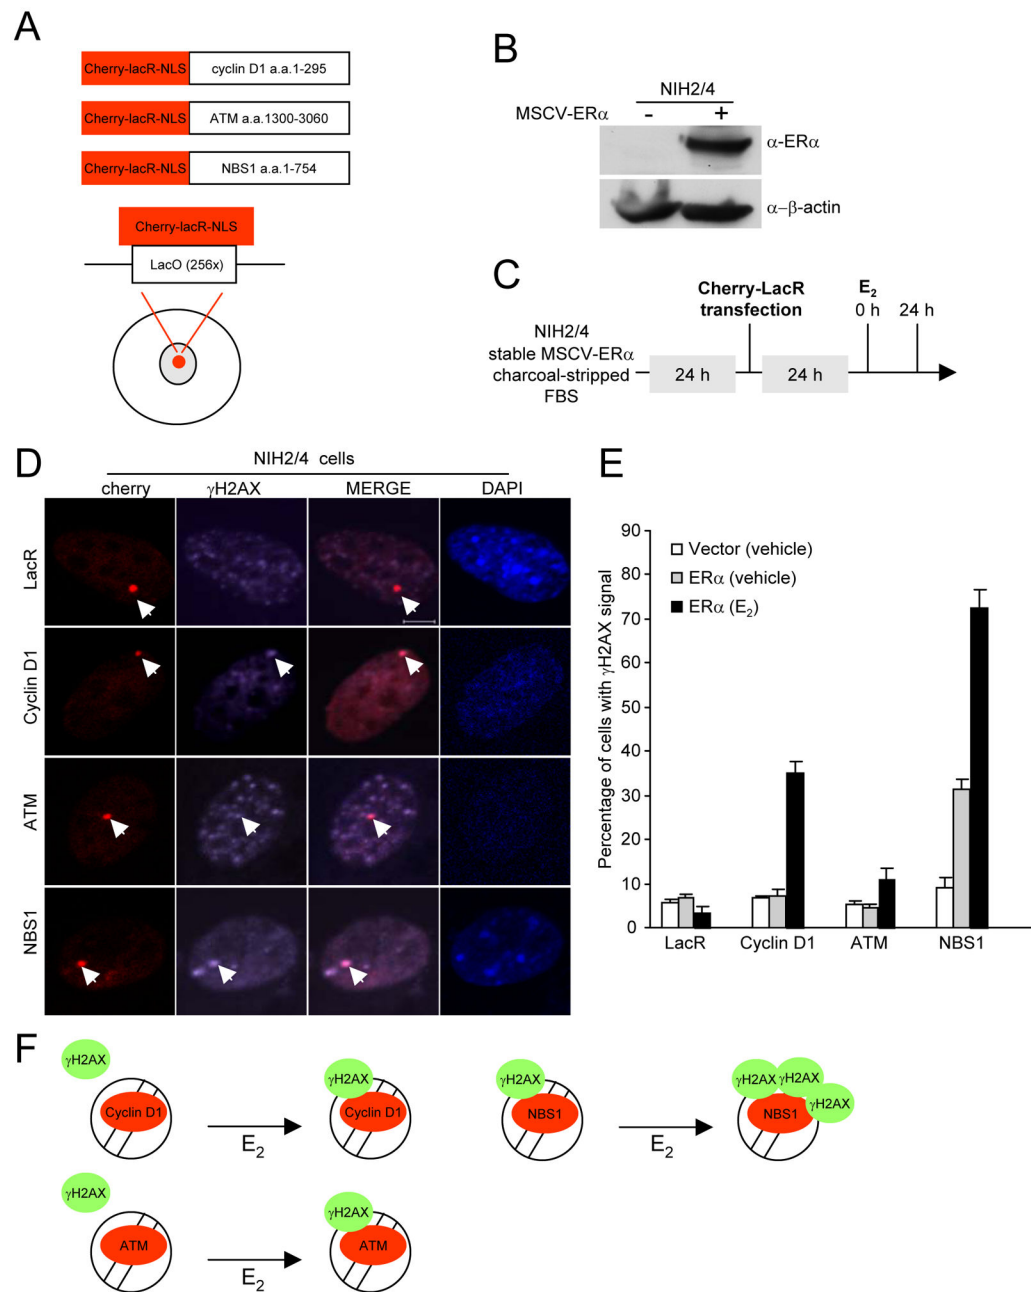 A
Cherry-lacR-NLS cyclin D1 a.a.1-295
Cherry-lacR-NLS ATM a.a.1300-3060
Cherry-lacR-NLS NBS1 a.a.1-754
Cherry-lacR-NLS
LacO (256x)
B
NIH2/4
MSCV-ERα - +
α-ERα
α-β-actin
C
Cherry-LacR
transfection
E2
0 h 24 h
NIH2/4
stable MSCV-ERα
charcoal-stripped
FBS
24 h 24 h
D
NIH2/4 cells
cherry γH2AX MERGE DAPI
LacR
Cyclin D1
ATM
NBS1
E
Percentage of cells with γH2AX signal
90
80
70
60
50
40
30
20
10
0
Vector (vehicle)
ERα (vehicle)
ERα (E2)
LacR Cyclin D1 ATM NBS1
F
γH2AX
Cyclin D1
E2
γH2AX
Cyclin D1
γH2AX
NBS1
E2
γH2AX γH2AX
γH2AX
NBS1
γH2AX
ATM
E2
γH2AX
ATM